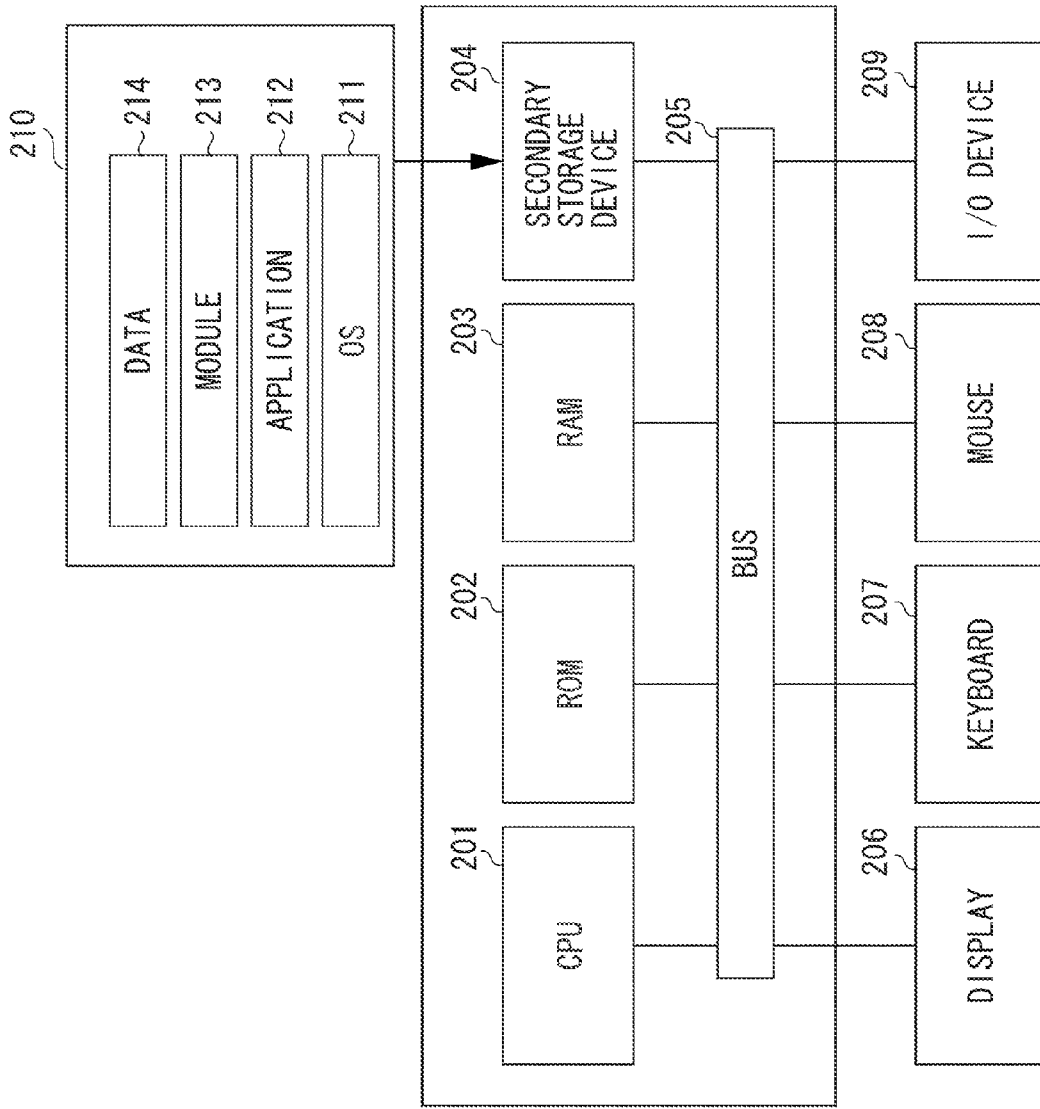 210
DATA
214
MODULE
213
APPLICATION
212
OS
211
201
CPU
202
ROM
203
RAM
204
SECONDARY
STORAGE
DEVICE
205
BUS
206
DISPLAY
207
KEYBOARD
208
MOUSE
209
I/O DEVICE